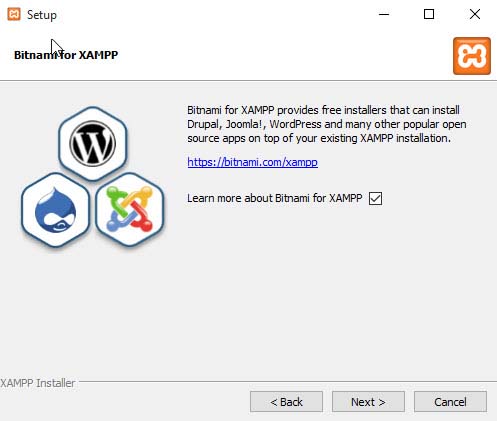 Setup
Bitnami for XAMPP
Bitnami for XAMPP provides free installers that can install
Drupal, Joomla!, WordPress and many other popular open
source apps on top of your existing XAMPP installation.
https://bitnami.com/xampp
Learn more about Bitnami for XAMPP
XAMPP Installer
< Back
Next >
Cancel